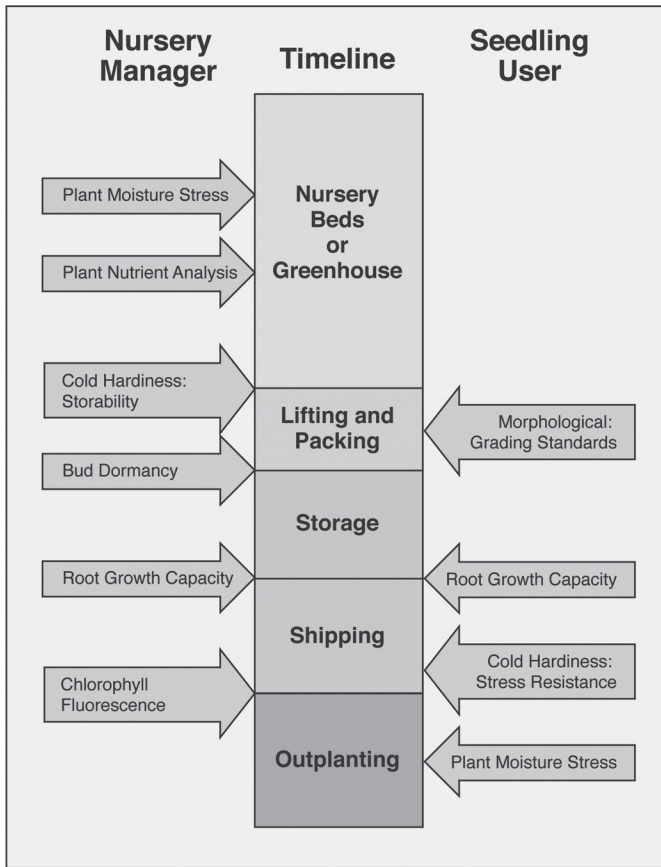 Nursery
Manager
Timeline
Seedling
User
Plant Moisture Stress
Nursery
Beds
or
Greenhouse
Plant Nutrient Analysis
Cold Hardiness:
Storability
Lifting and
Packing
Morphological:
Grading Standards
Bud Dormancy
Storage
Root Growth Capacity
Root Growth Capacity
Shipping
Cold Hardiness:
Stress Resistance
Chlorophyll
Fluorescence
Outplanting
Plant Moisture Stress